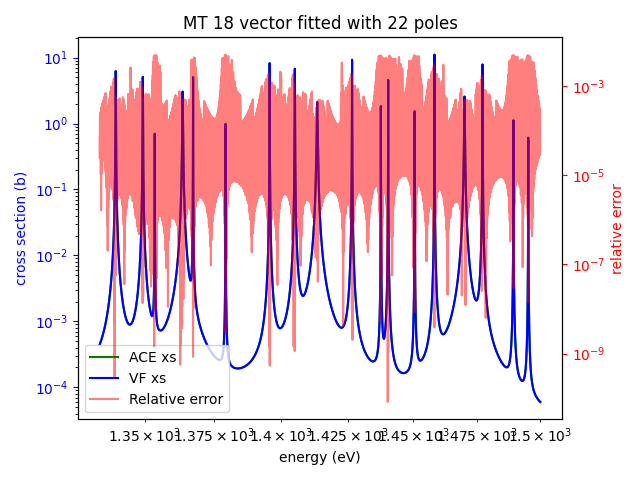 MT 18 vector fitted with 22 poles
10¹
10⁰
10⁻¹
10⁻²
10⁻³
10⁻⁴
cross section (b)
10⁻³
10⁻⁵
10⁻⁷
10⁻⁹
relative error
ACE xs
VF xs
Relative error
1.35 × 10³ 1.375 × 10³ 1.4 × 10³ 1.425 × 10³ 1.45 × 10³ 1.475 × 10³ 1.5 × 10³
energy (eV)